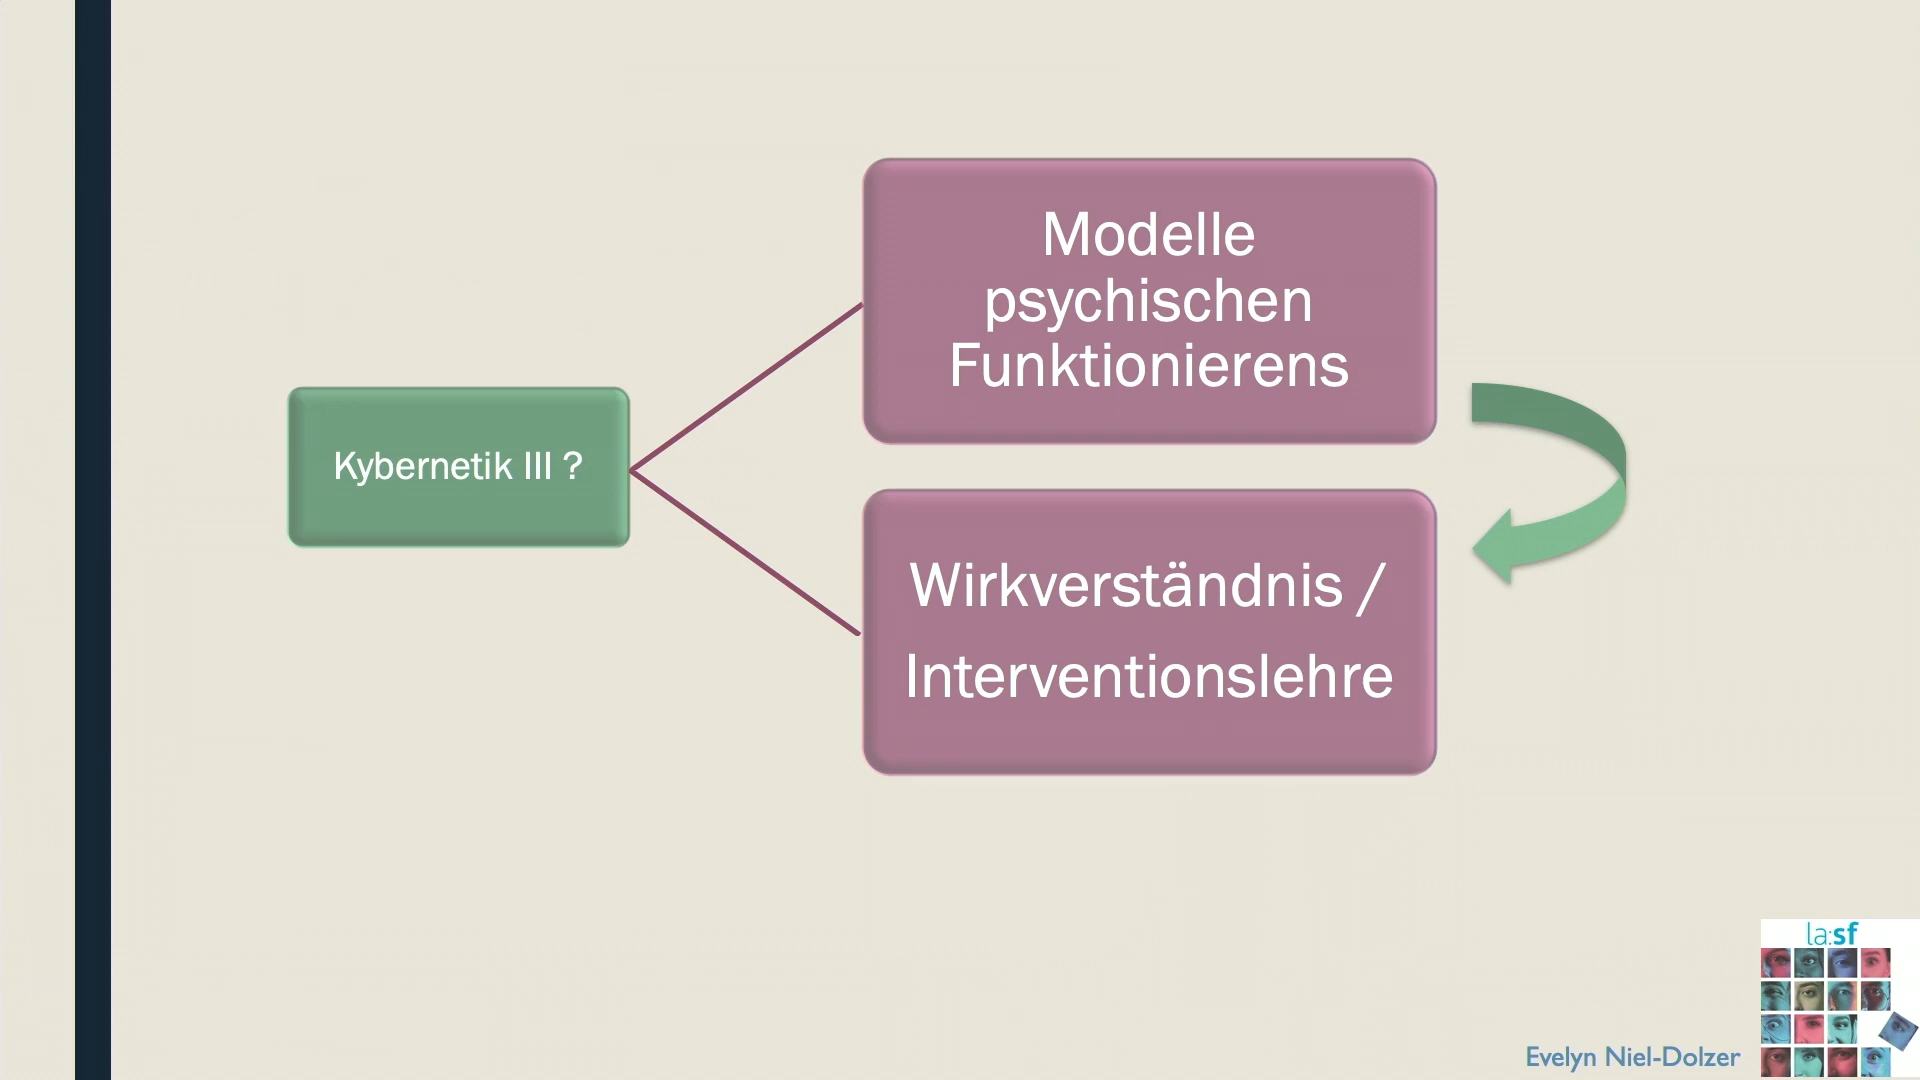 Kybernetik III ?
Modelle
psychischen
Funktionierens
Wirkverständnis /
Interventionslehre
la:sf
Evelyn Niel-Dolzer